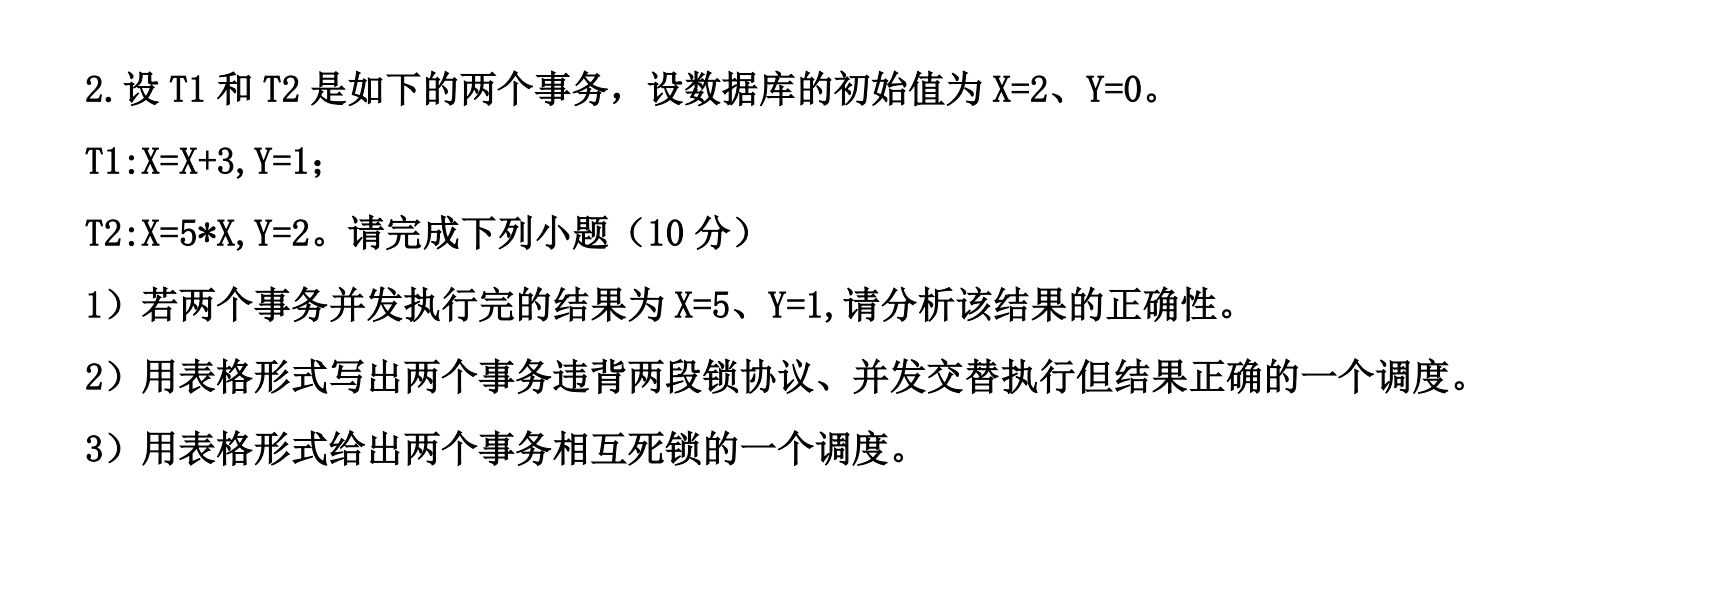 2.设 T1 和 T2 是如下的两个事务，设数据库的初始值为 X=2、Y=0。
T1:X=X+3,Y=1；
T2:X=5*X,Y=2。请完成下列小题（10 分）
1）若两个事务并发执行完的结果为 X=5、Y=1,请分析该结果的正确性。
2）用表格形式写出两个事务违背两段锁协议、并发交替执行但结果正确的一个调度。
3）用表格形式给出两个事务相互死锁的一个调度。